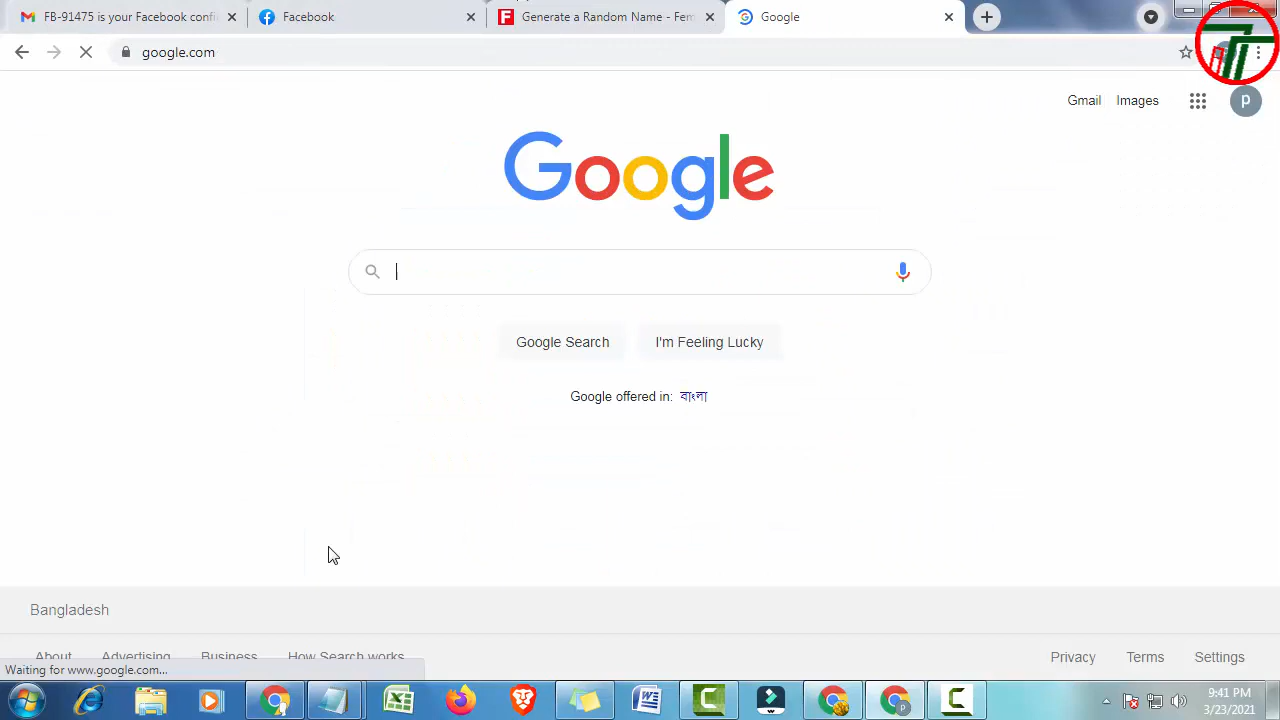 FB-91475 is your Facebook confi
Facebook
Generate a Random Name - Fem
Google
google.com
Gmail
Images
p
Google
Google Search
I'm Feeling Lucky
Google offered in: বাংলা
Bangladesh
About
Advertising
Business
How Search works
Privacy
Terms
Settings
Waiting for www.google.com...
9:41 PM
3/23/2021